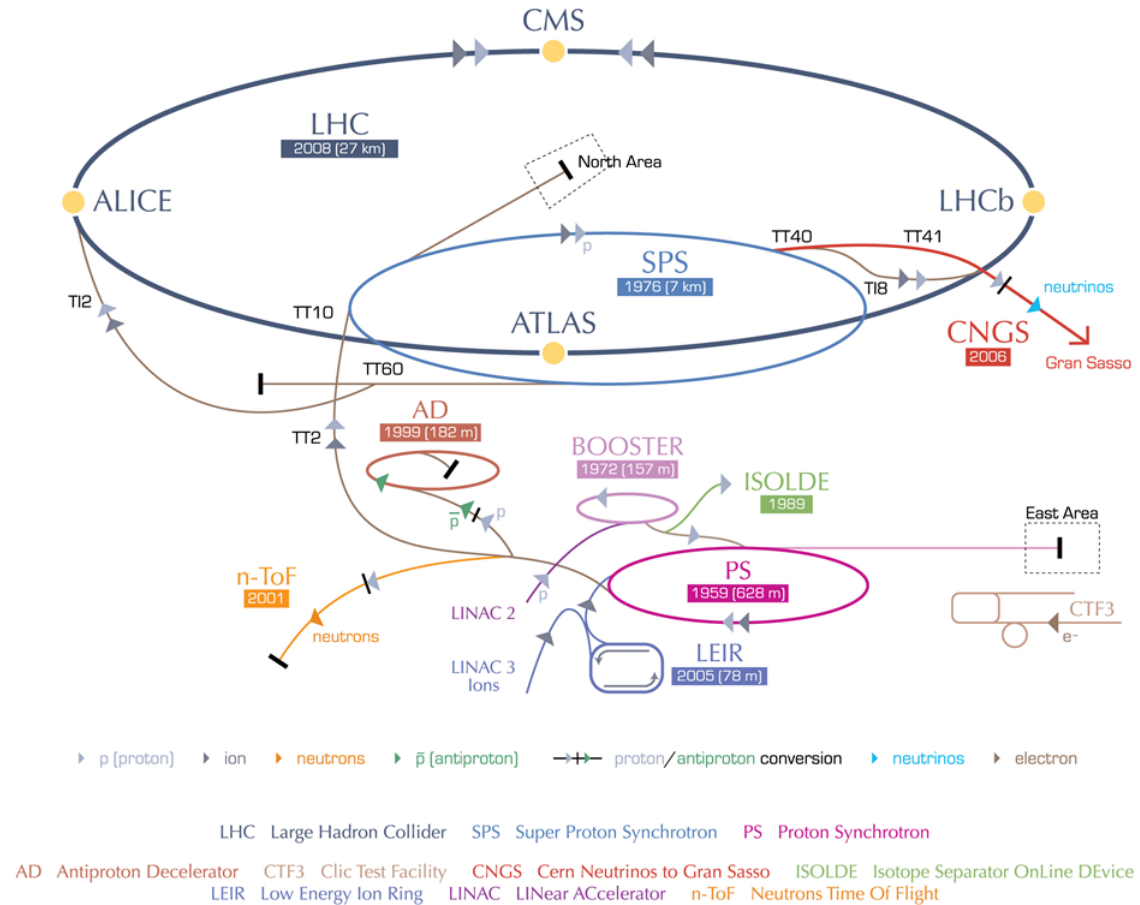 CMS
LHC
2008 (27 km)
North Area
ALICE
LHCb
TT40
TT41
p
SPS
1976 (7 km)
TI8
neutrinos
TI2
TT10
ATLAS
CNGS
2006
Gran Sasso
TT60
AD
1999 (182 m)
TT2
BOOSTER
1972 (157 m)
ISOLDE
1989
p̅
p
East Area
n-ToF
2001
PS
1959 (628 m)
p
LINAC 2
CTF3
neutrons
e-
LEIR
2005 (78 m)
LINAC 3
Ions
p (proton) ion neutrons p̅ (antiproton) proton/antiproton conversion neutrinos electron
LHC Large Hadron Collider SPS Super Proton Synchrotron PS Proton Synchrotron
AD Antiproton Decelerator CTF3 Clic Test Facility CNGS Cern Neutrinos to Gran Sasso ISOLDE Isotope Separator OnLine DEvice
LEIR Low Energy Ion Ring LINAC LINear ACcelerator n-ToF Neutrons Time Of Flight